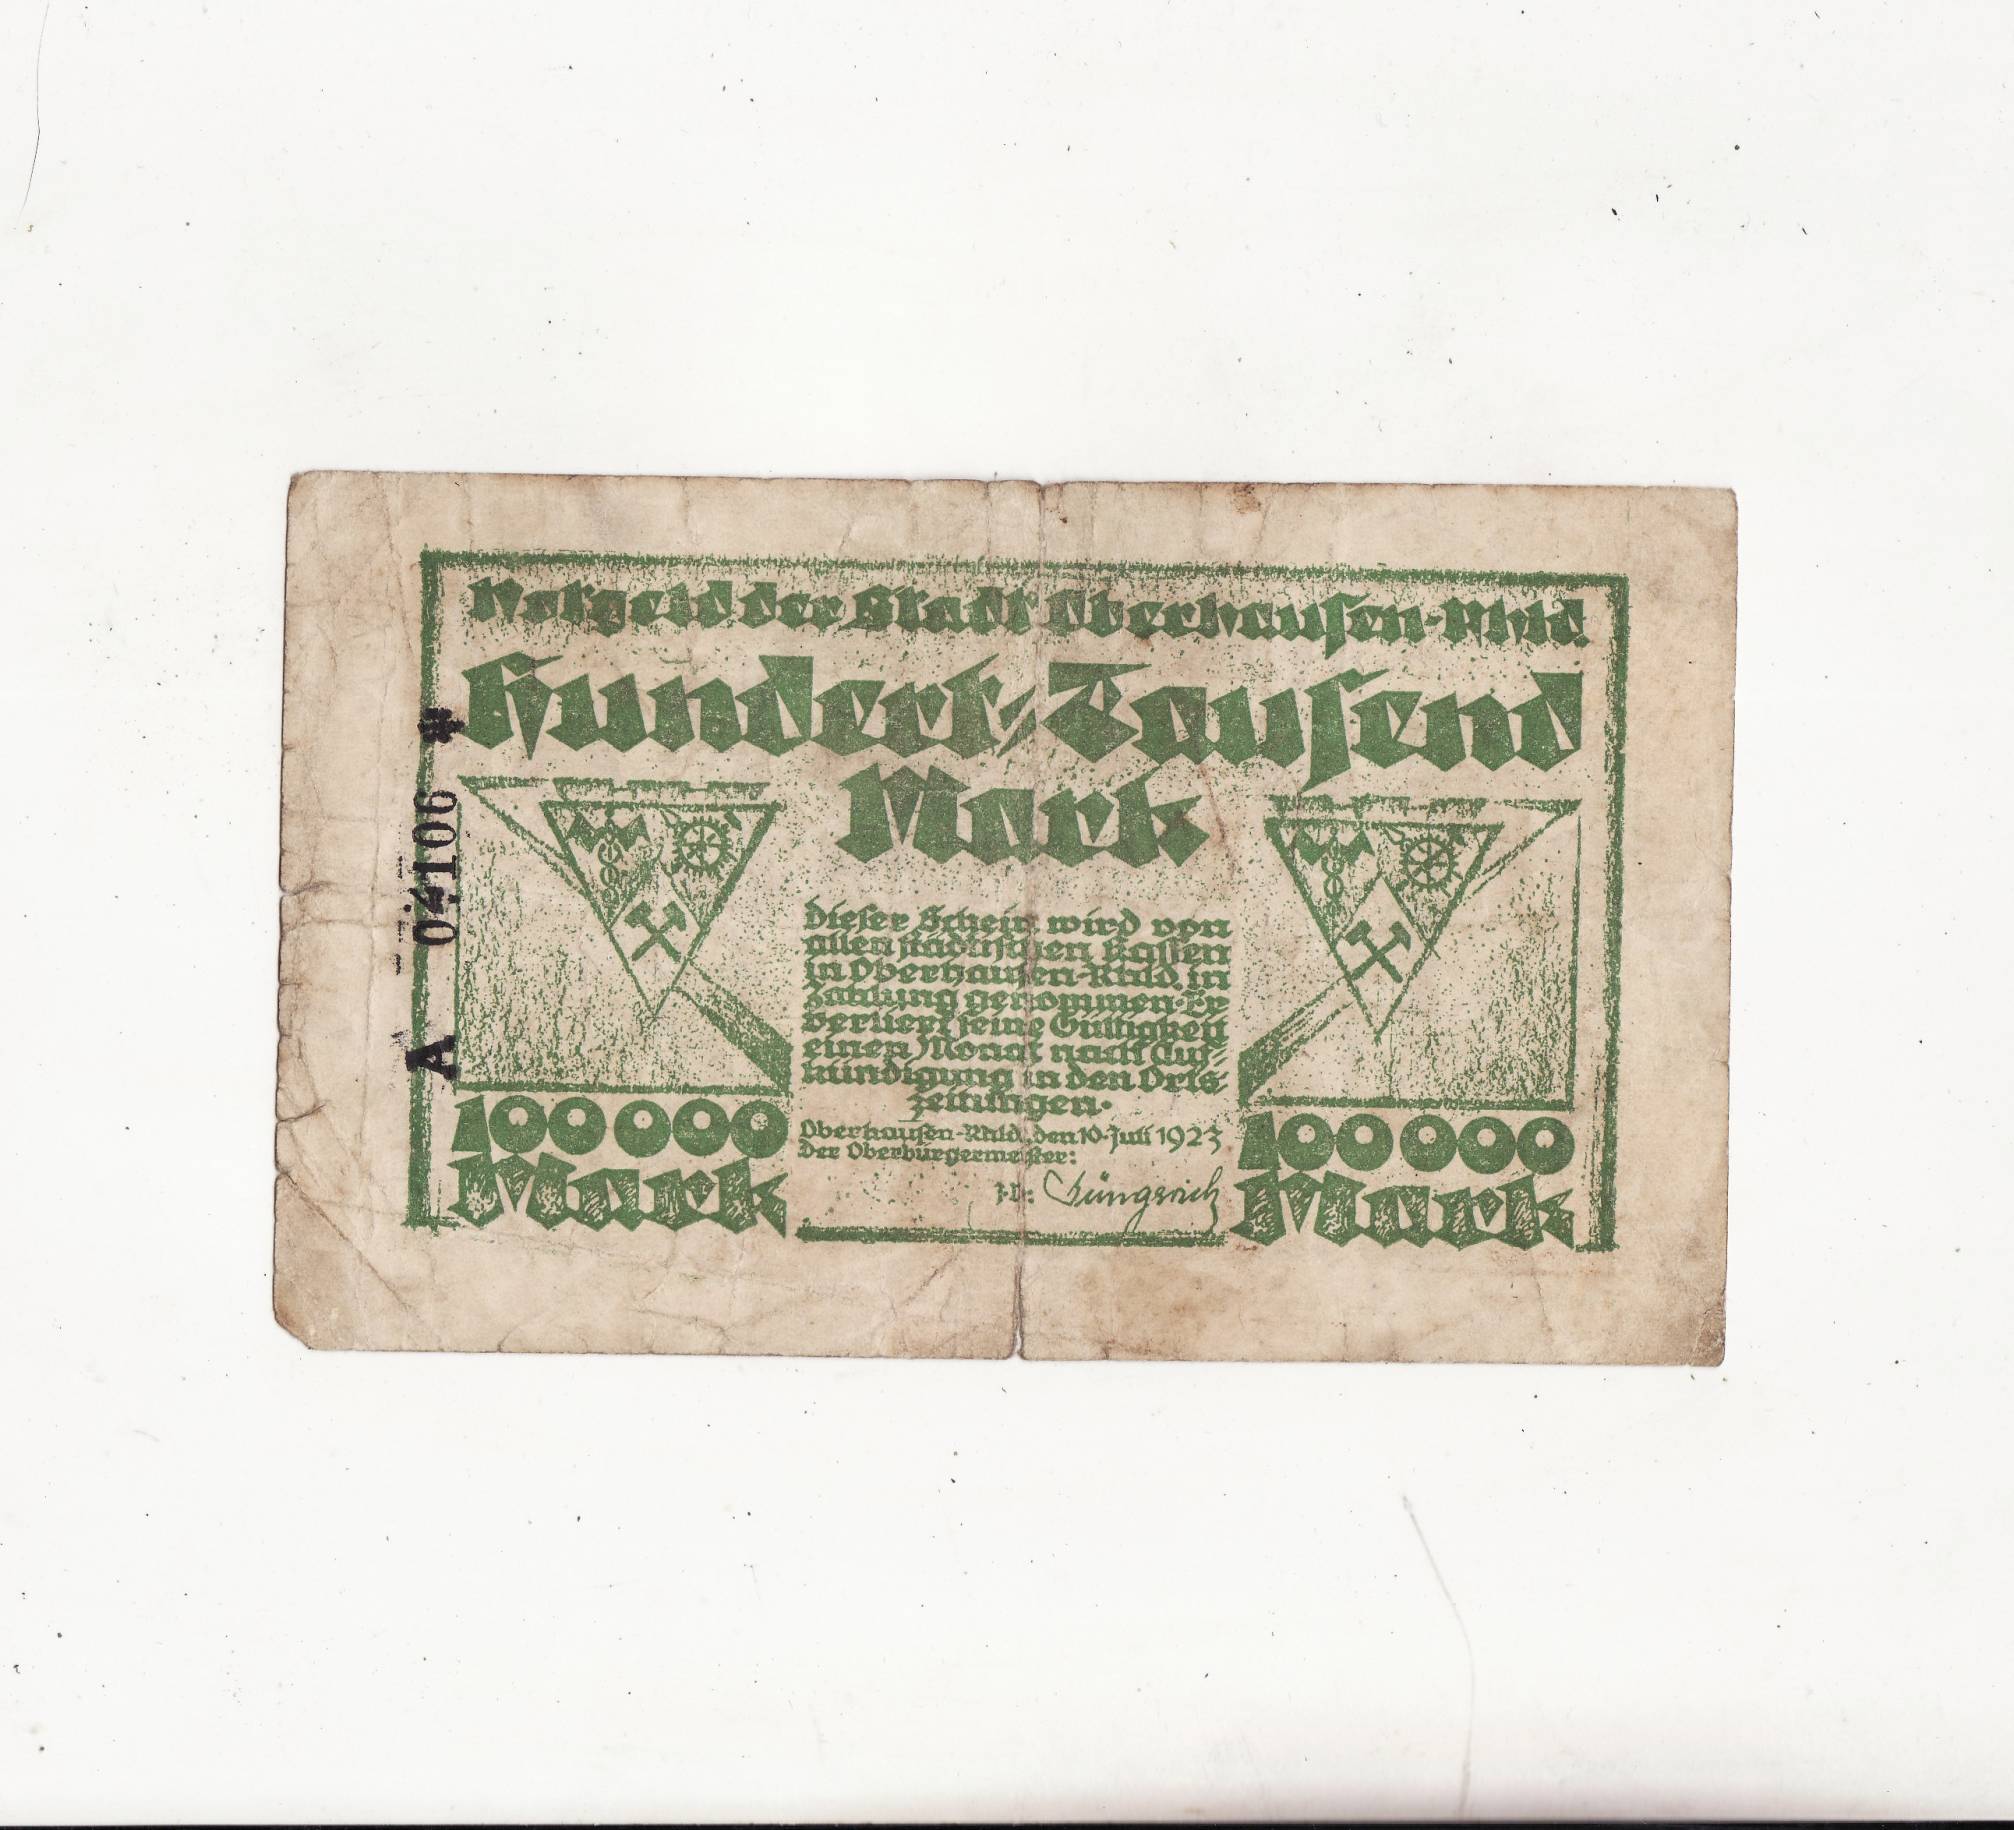 Notgeld der Stadt Oberhausen-Rhld.
Hundert-Tausend
Mark
Dieser Schein wird von
allen städtischen Kassen
in Oberhausen-Rhld. in
Zahlung genommen. Er
verliert seine Gültigkeit
einen Monat nach Auf-
kündigung in den Orts-
zeitungen.
Oberhausen-Rhld., den 10. Juli 1923
Der Oberbürgermeister:
100000
Mark
100000
Mark
A 041106 *